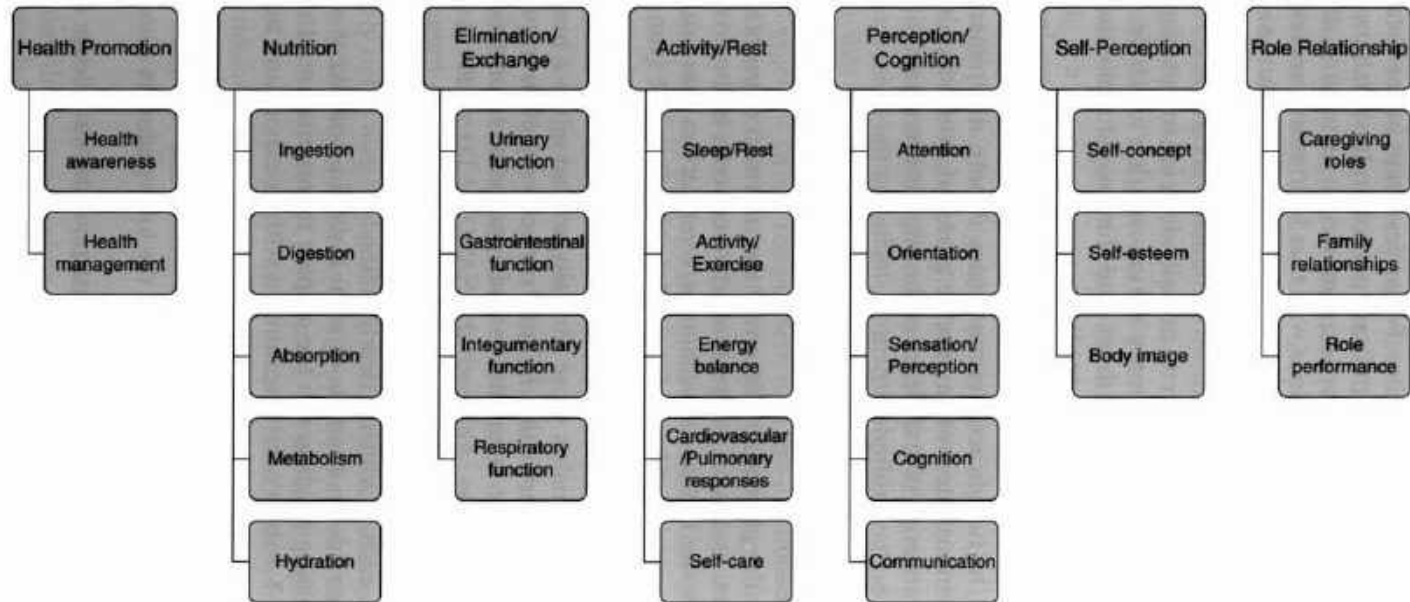 Health Promotion
Health
awareness
Health
management
Nutrition
Ingestion
Digestion
Absorption
Metabolism
Hydration
Elimination/
Exchange
Urinary
function
Gastrointestinal
function
Integumentary
function
Respiratory
function
Activity/Rest
Sleep/Rest
Activity/
Exercise
Energy
balance
Cardiovascular
/Pulmonary
responses
Self-care
Perception/
Cognition
Attention
Orientation
Sensation/
Perception
Cognition
Communication
Self-Perception
Self-concept
Self-esteem
Body image
Role Relationship
Caregiving
roles
Family
relationships
Role
performance